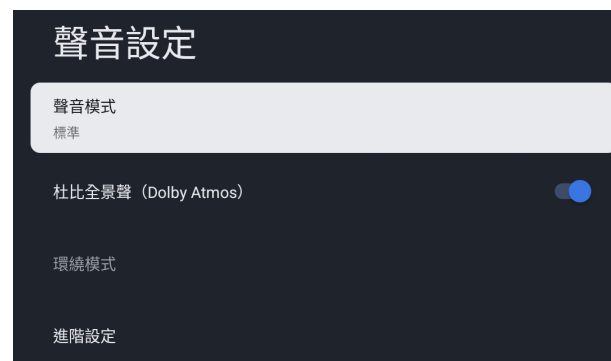 聲音設定
聲音模式
標準
杜比全景聲（Dolby Atmos）
環繞模式
進階設定